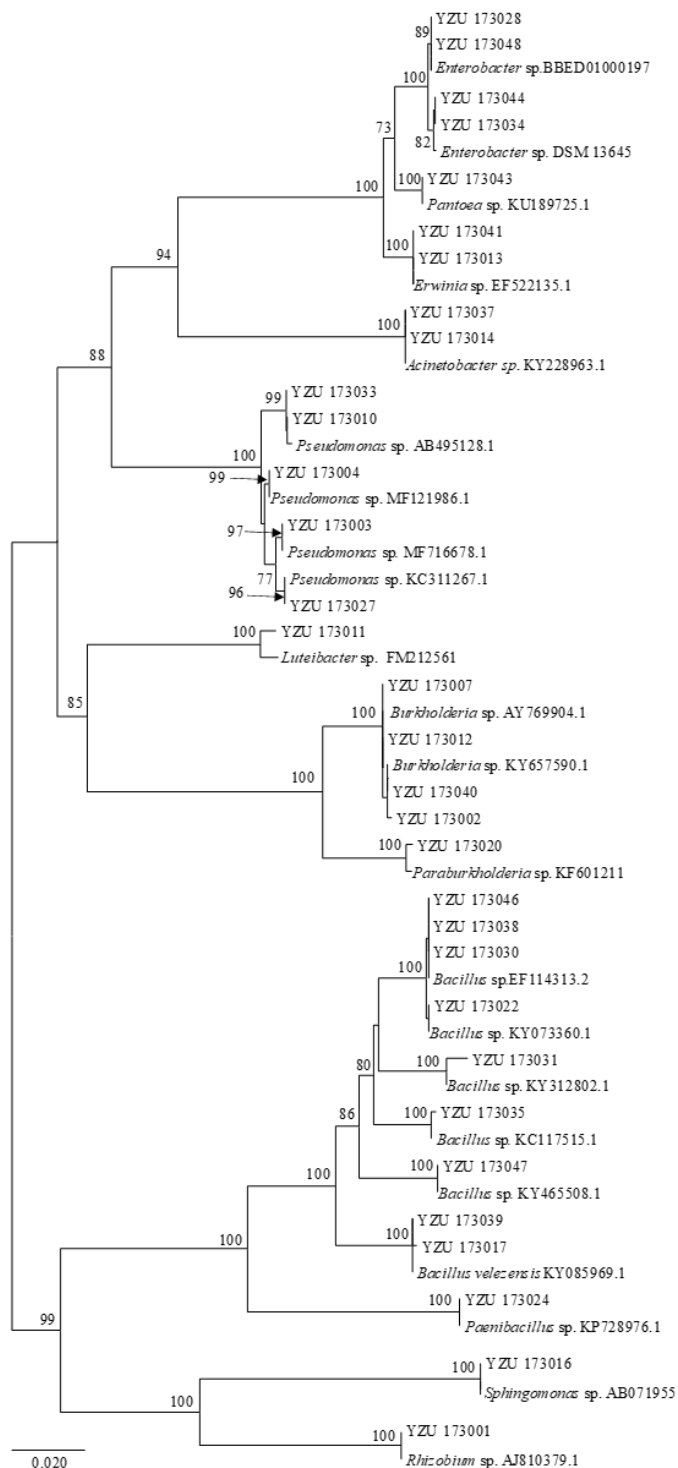 YZU 173028
89
YZU 173048
Enterobacter sp.BBED01000197
100
YZU 173044
73
YZU 173034
82
Enterobacter sp. DSM 13645
100
YZU 173043
100
Pantoea sp. KU189725.1
YZU 173041
100
YZU 173013
94
Erwinia sp. EF522135.1
YZU 173037
100
YZU 173014
88
Acinetobacter sp. KY228963.1
YZU 173033
99
YZU 173010
Pseudomonas sp. AB495128.1
100
YZU 173004
99
Pseudomonas sp. MF121986.1
YZU 173003
97
Pseudomonas sp. MF716678.1
77
Pseudomonas sp. KC311267.1
96
YZU 173027
100
YZU 173011
Luteibacter sp. FM212561
YZU 173007
85
100
Burkholderia sp. AY769904.1
YZU 173012
Burkholderia sp. KY657590.1
100
YZU 173040
YZU 173002
100
YZU 173020
Paraburkholderia sp. KF601211
YZU 173046
YZU 173038
YZU 173030
100
Bacillus sp.EF114313.2
YZU 173022
Bacillus sp. KY073360.1
100
YZU 173031
80
Bacillus sp. KY312802.1
86
YZU 173035
100
Bacillus sp. KC117515.1
100
YZU 173047
100
Bacillus sp. KY465508.1
YZU 173039
100
YZU 173017
100
Bacillus velezensis KY085969.1
YZU 173024
100
99
Paenibacillus sp. KP728976.1
YZU 173016
100
Sphingomonas sp. AB071955
100
YZU 173001
100
Rhizobium sp. AJ810379.1
0.020